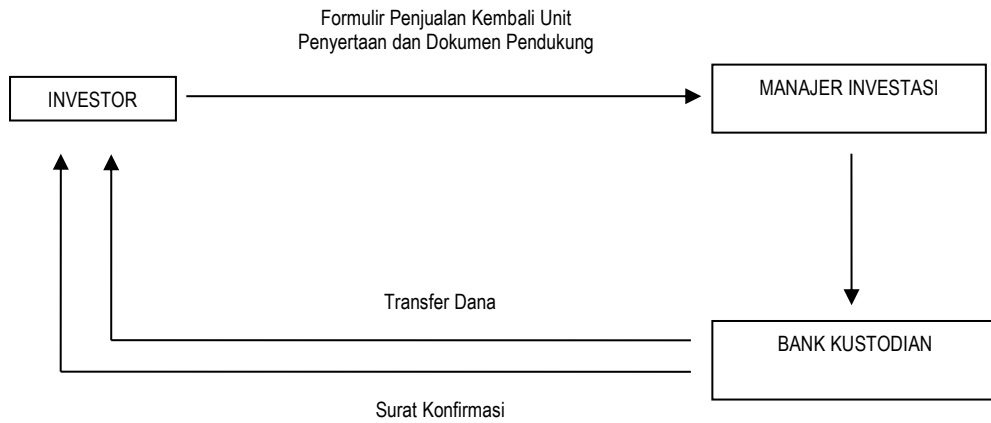 Formulir Penjualan Kembali Unit
Penyertaan dan Dokumen Pendukung
INVESTOR
MANAJER INVESTASI
Transfer Dana
BANK KUSTODIAN
Surat Konfirmasi